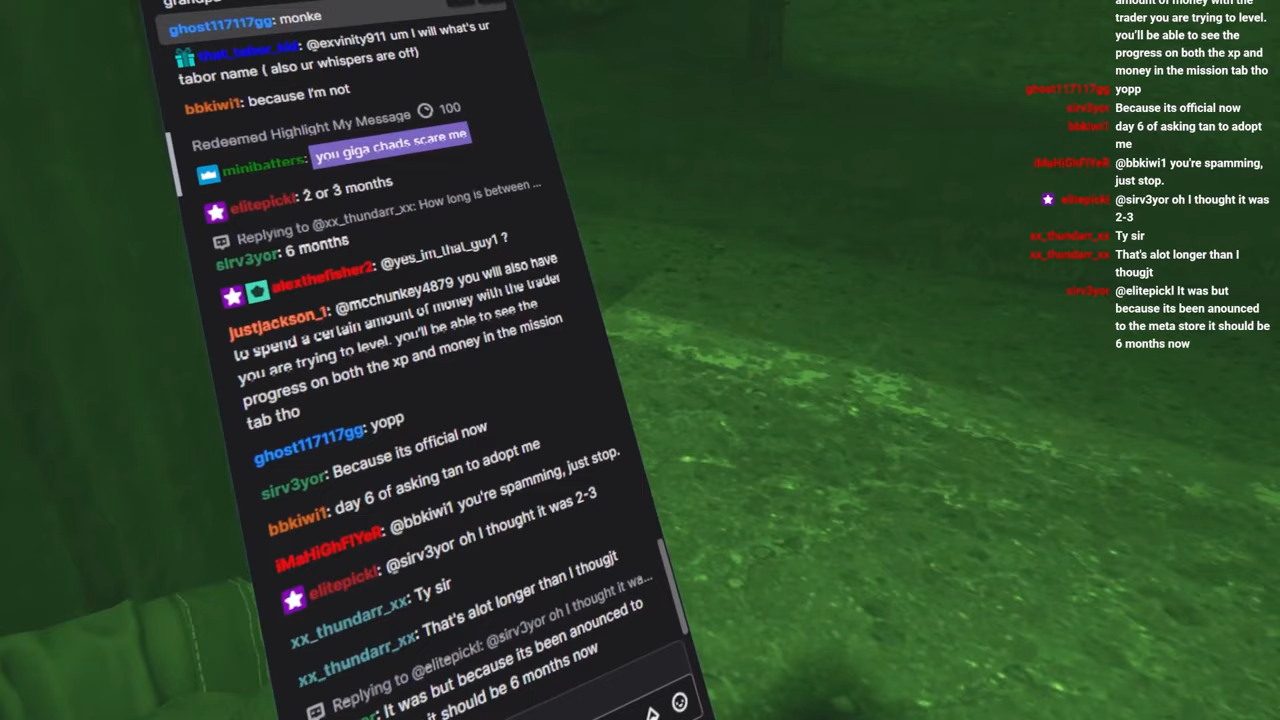 ghost117117gg: monke
that_tabor_kid: @exvinity911 um I will what's ur
tabor name ( also ur whispers are off)
bbkiwi1: because I'm not
Redeemed Highlight My Message 100
minibatters: you giga chads scare me
elitepickl: 2 or 3 months
Replying to @xx_thundarr_xx: How long is between ...
sirv3yor: 6 months
alexthefisher2: @yes_im_that_guy1 ?
justjackson_1: @mcchunkey4879 you will also have
to spend a certain amount of money with the trader
you are trying to level. you'll be able to see the
progress on both the xp and money in the mission
tab tho
ghost117117gg: yopp
sirv3yor: Because its official now
bbkiwi1: day 6 of asking tan to adopt me
iMaHiGhFlYeR: @bbkiwi1 you're spamming, just stop.
elitepickl: @sirv3yor oh I thought it was 2-3
xx_thundarr_xx: Ty sir
xx_thundarr_xx: That's alot longer than I thougjt
Replying to @elitepickl: @sirv3yor oh I thought it wa...
It was but because its been anounced to
it should be 6 months now
amount of money with the
trader you are trying to level.
you'll be able to see the
progress on both the xp and
money in the mission tab tho
ghost117117gg yopp
sirv3yor Because its official now
bbkiwi1 day 6 of asking tan to adopt
me
iMaHiGhFlYeR @bbkiwi1 you're spamming,
just stop.
elitepickl @sirv3yor oh I thought it was
2-3
xx_thundarr_xx Ty sir
xx_thundarr_xx That's alot longer than I
thougjt
sirv3yor @elitepickl It was but
because its been anounced
to the meta store it should be
6 months now